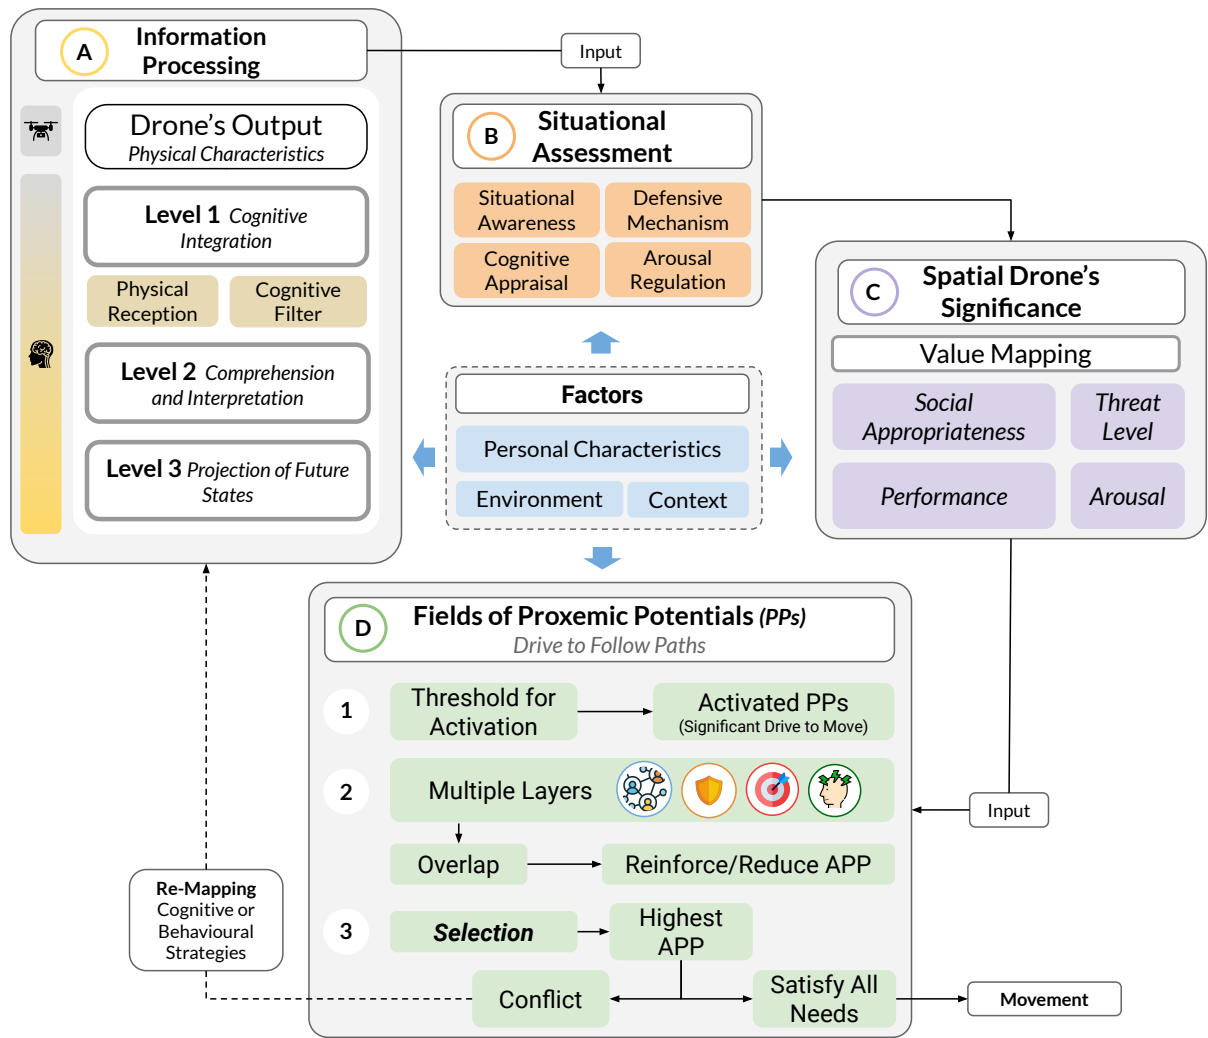 A
Information
Processing
Drone's Output
Physical Characteristics
Level 1 Cognitive
Integration
Physical
Reception
Cognitive
Filter
Level 2 Comprehension
and Interpretation
Level 3 Projection of Future
States
Input
B
Situational
Assessment
Situational
Awareness
Defensive
Mechanism
Cognitive
Appraisal
Arousal
Regulation
C
Spatial Drone's
Significance
Value Mapping
Social
Appropriateness
Threat
Level
Performance
Arousal
Factors
Personal Characteristics
Environment
Context
D
Fields of Proxemic Potentials (PPs)
Drive to Follow Paths
1
Threshold for
Activation
Activated PPs
(Significant Drive to Move)
2
Multiple Layers
Overlap
Reinforce/Reduce APP
3
Selection
Highest
APP
Conflict
Satisfy All
Needs
Input
Movement
Re-Mapping
Cognitive or
Behavioural
Strategies